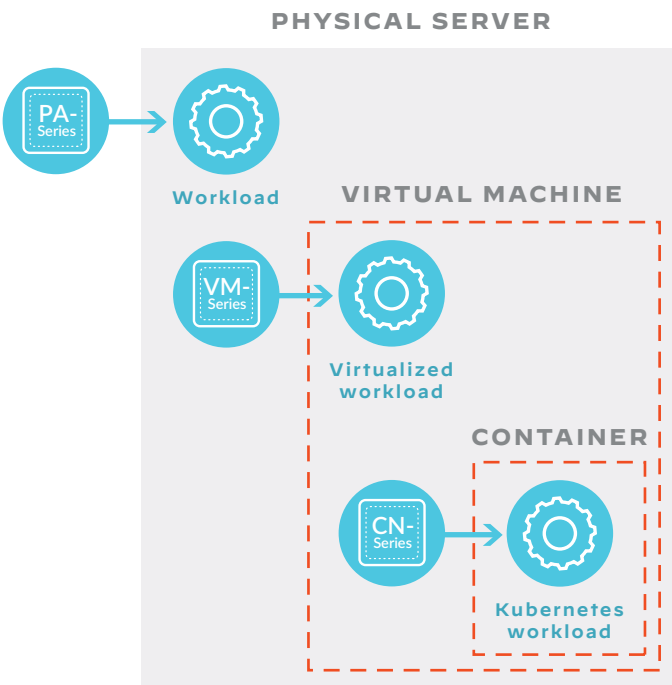 PHYSICAL SERVER
PA-
Series
Workload
VIRTUAL MACHINE
VM-
Series
Virtualized
workload
CONTAINER
CN-
Series
Kubernetes
workload